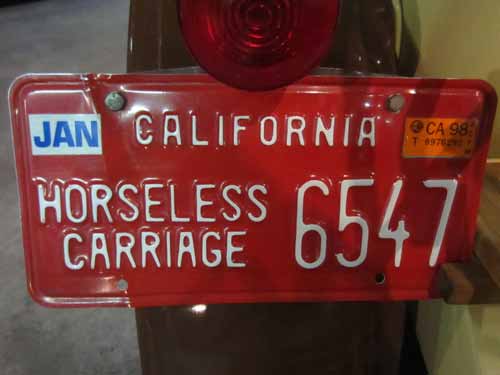 JAN CALIFORNIA CA 98
HORSELESS 6547
CARRIAGE